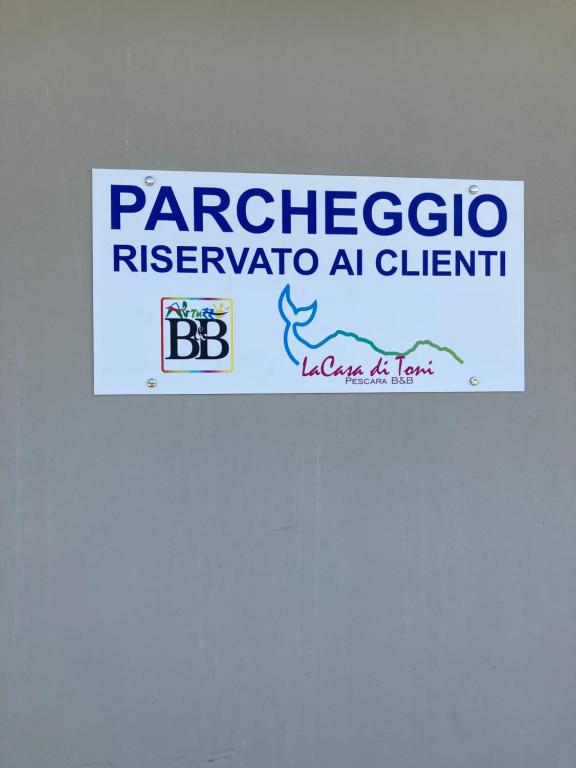 PARCHEGGIO
RISERVATO AI CLIENTI
B&B
LaCasa di Toni
PESCARA B&B